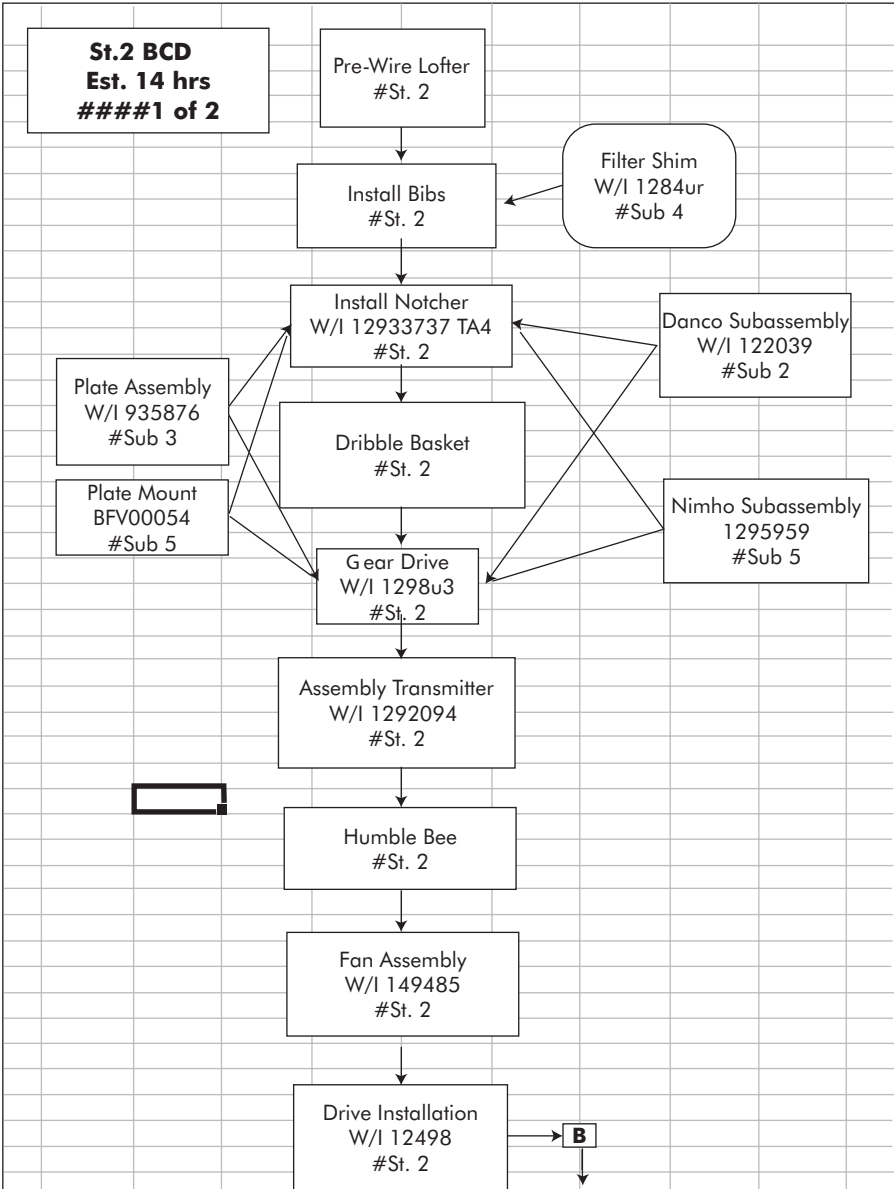 St.2 BCD
Est. 14 hrs
####1 of 2
Pre-Wire Lofter
#St. 2
Filter Shim
W/I 1284ur
#Sub 4
Install Bibs
#St. 2
Install Notcher
W/I 12933737 TA4
#St. 2
Danco Subassembly
W/I 122039
#Sub 2
Plate Assembly
W/I 935876
#Sub 3
Dribble Basket
#St. 2
Plate Mount
BFV00054
#Sub 5
Nimho Subassembly
1295959
#Sub 5
Gear Drive
W/I 1298u3
#St. 2
Assembly Transmitter
W/I 1292094
#St. 2
Humble Bee
#St. 2
Fan Assembly
W/I 149485
#St. 2
Drive Installation
W/I 12498
#St. 2
B